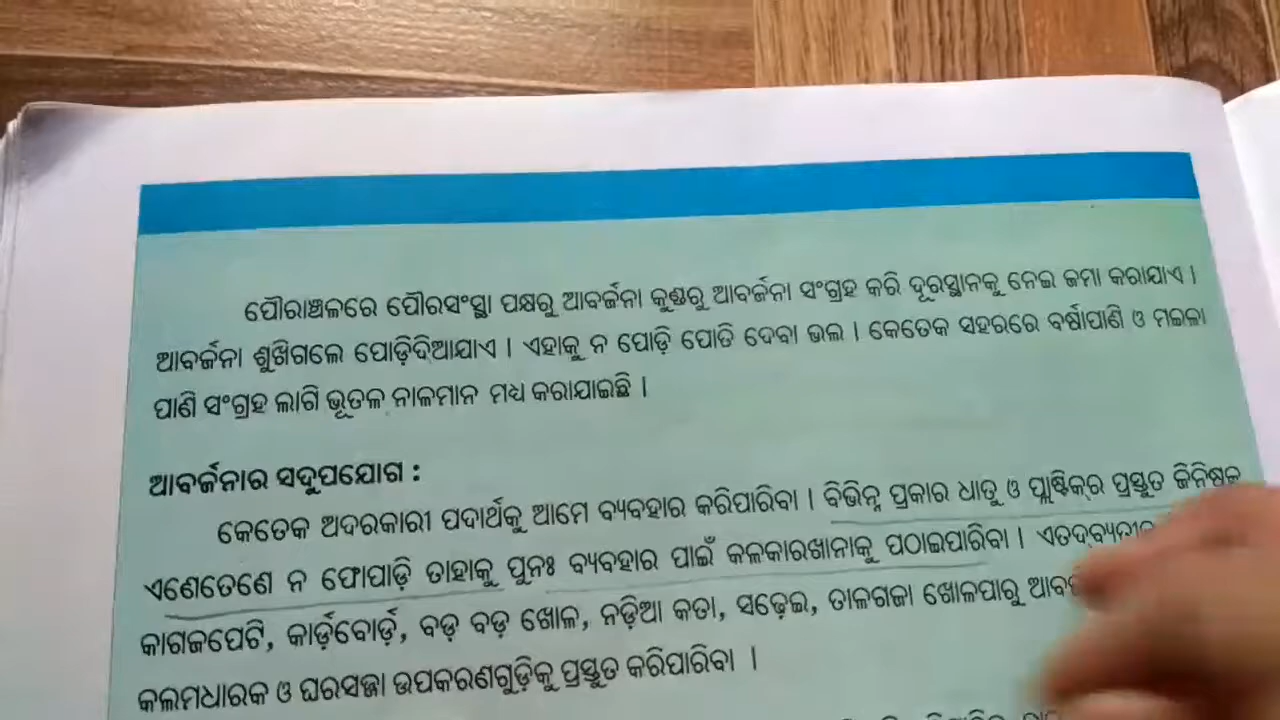 ପୌରାଞ୍ଚଳରେ ପୌରସଂସ୍ଥା ପକ୍ଷରୁ ଆବର୍ଜନା କୁଣ୍ଡରୁ ଆବର୍ଜନା ସଂଗ୍ରହ କରି ଦୂରସ୍ଥାନକୁ ନେଇ ଜମା କରାଯାଏ ।
ଆବର୍ଜନା ଶୁଖିଗଲେ ପୋଡ଼ିଦିଆଯାଏ । ଏହାକୁ ନ ପୋଡ଼ି ପୋତି ଦେବା ଭଲ । କେତେକ ସହରରେ ବର୍ଷାପାଣି ଓ ମଇଳା
ପାଣି ସଂଗ୍ରହ ଲାଗି ଭୂତଳ ନାଳମାନ ମଧ୍ୟ କରାଯାଇଛି ।
ଆବର୍ଜନାର ସଦୁପଯୋଗ :
କେତେକ ଅଦରକାରୀ ପଦାର୍ଥକୁ ଆମେ ବ୍ୟବହାର କରିପାରିବା । ବିଭିନ୍ନ ପ୍ରକାର ଧାତୁ ଓ ପ୍ଲାଷ୍ଟିକ୍‌ର ପ୍ରସ୍ତୁତ
ଏଣେତେଣେ ନ ଫୋପାଡ଼ି ତାହାକୁ ପୁନଃ ବ୍ୟବହାର ପାଇଁ କଳକାରଖାନାକୁ ପଠାଇପାରିବା ।
କାଗଜପେଟି, କାର୍ଡ଼ବୋର୍ଡ଼, ବଡ଼ ବଡ଼ ଖୋଳ, ନଡ଼ିଆ କତା, ସଢ଼େଇ, ତାଳଗଜା ଖୋଳପାରୁ
କଲମଧାରକ ଓ ଘରସଜ୍ଜା ଉପକରଣଗୁଡ଼ିକୁ ପ୍ରସ୍ତୁତ କରିପାରିବା ।